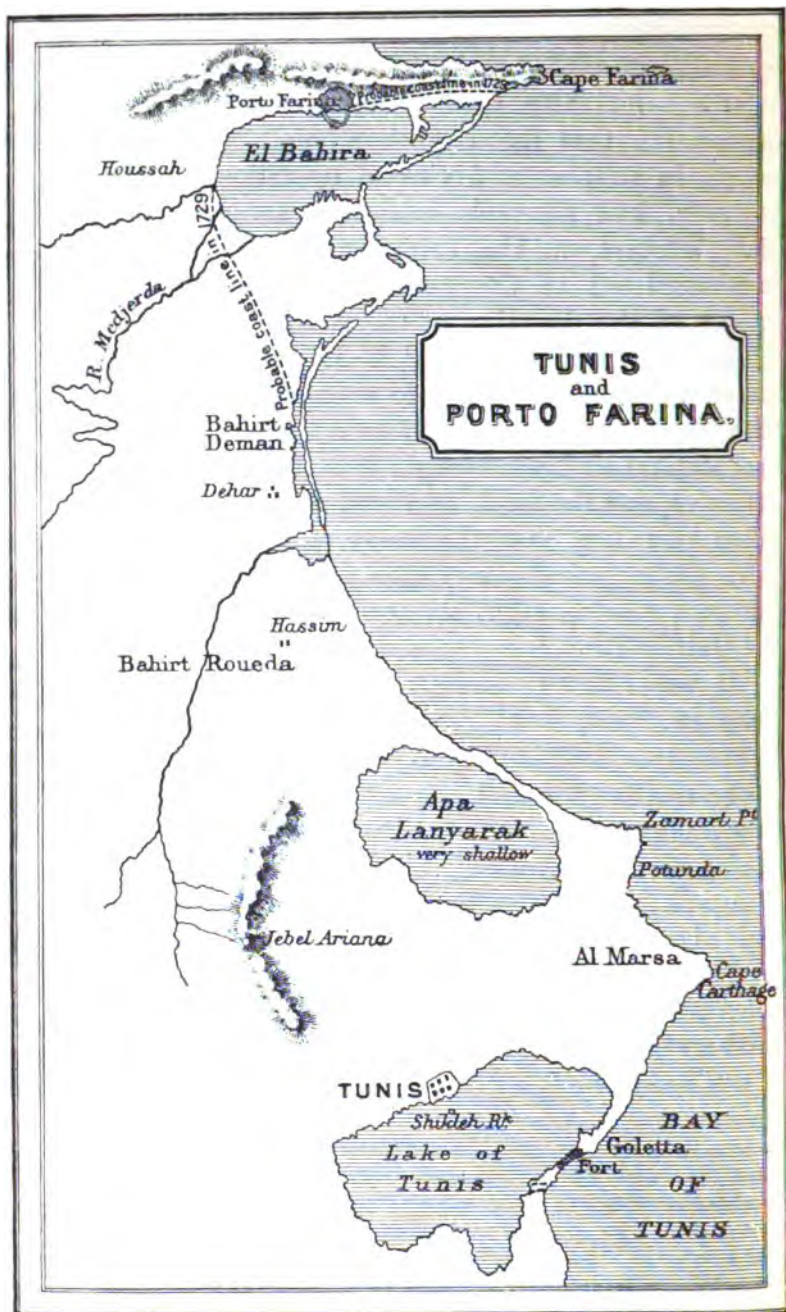 Cape Farina
Porto Farina
El Bahira
Houssah
Probable coast line in 1729
R. Medjerda
TUNIS
and
PORTO FARINA.
Bahirt
Deman
Dehar
Hassim
Bahirt Roueda
Apa
Lanyarak
very shallow
Zamart Pt
Potunda
Jebel Ariana
Al Marsa
Cape
Carthage
TUNIS
Shikleh Rk
Lake of
Tunis
Goletta
Fort
BAY
OF
TUNIS